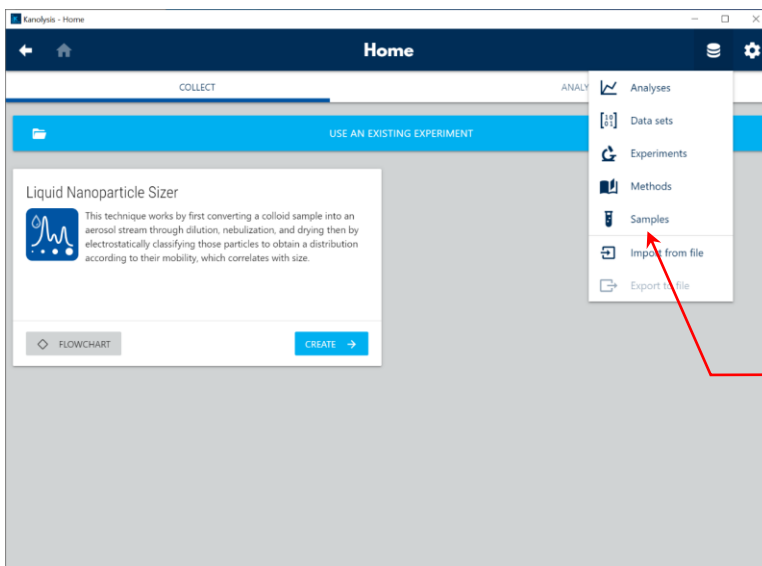 Kanolysis - Home
Home
COLLECT
ANALY
Analyses
Data sets
Experiments
Methods
Samples
Import from file
Export to file
USE AN EXISTING EXPERIMENT
Liquid Nanoparticle Sizer
This technique works by first converting a colloid sample into an
aerosol stream through dilution, nebulization, and drying then by
electrostatically classifying those particles to obtain a distribution
according to their mobility, which correlates with size.
FLOWCHART
CREATE